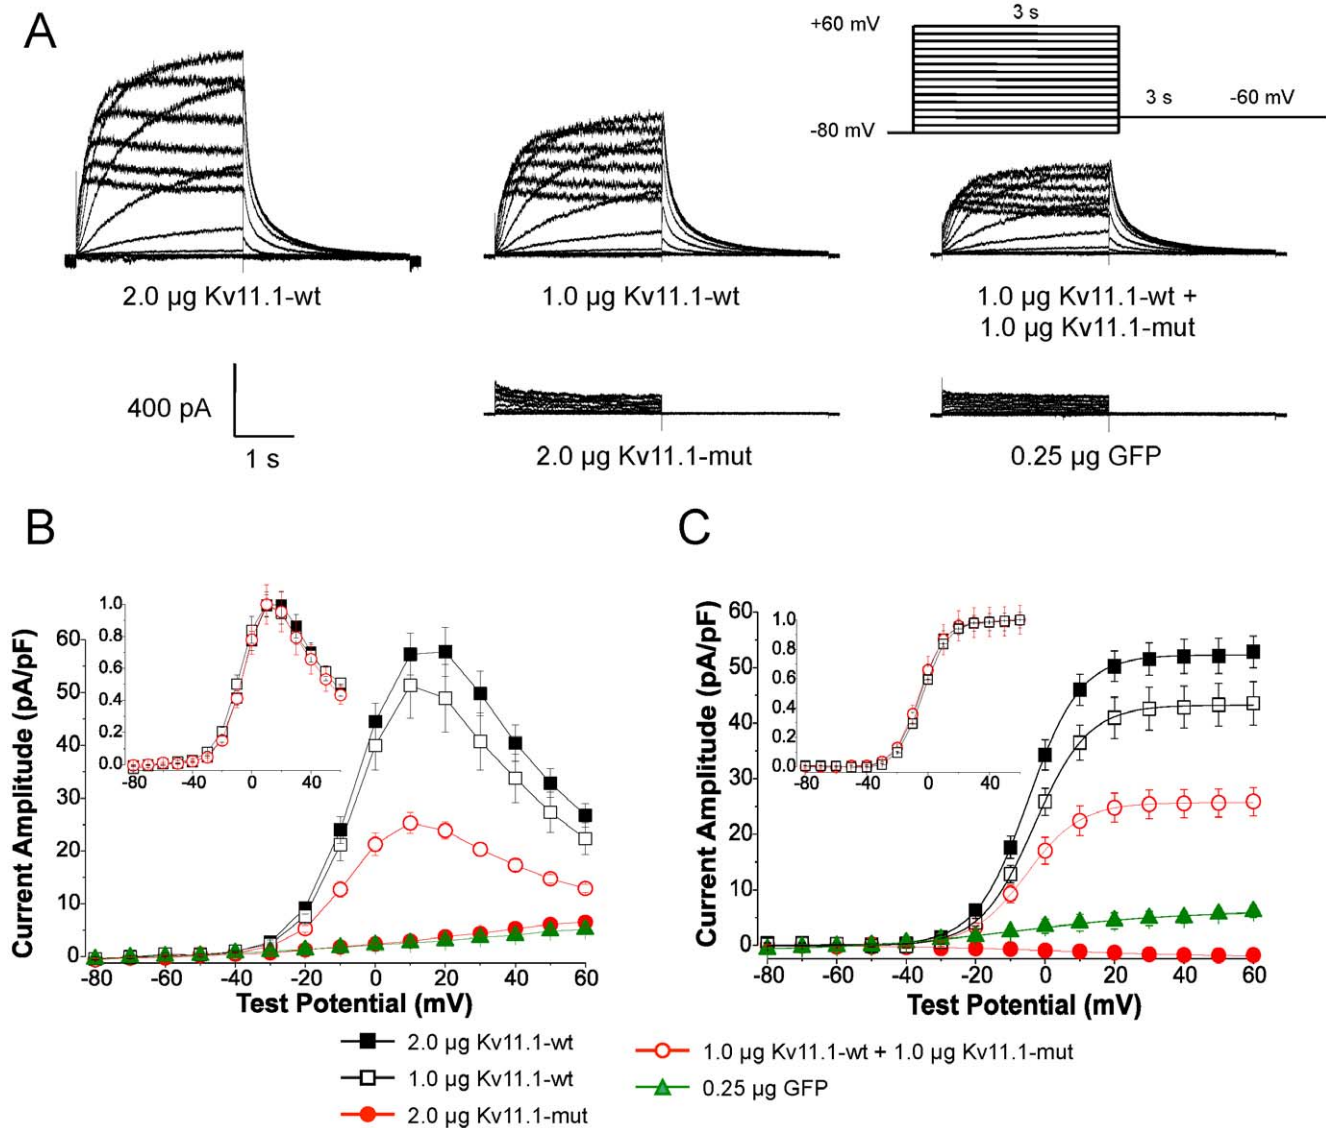 A
+60 mV
3 s
3 s
-60 mV
-80 mV
2.0 µg Kv11.1-wt
1.0 µg Kv11.1-wt
1.0 µg Kv11.1-wt +
1.0 µg Kv11.1-mut
400 pA
1 s
2.0 µg Kv11.1-mut
0.25 µg GFP
B
Current Amplitude (pA/pF)
60
50
40
30
20
10
0
-80 -60 -40 -20 0 20 40 60
Test Potential (mV)
1.0
0.8
0.6
0.4
0.2
0.0
-80 -40 0 40
C
Current Amplitude (pA/pF)
60
50
40
30
20
10
0
-80 -60 -40 -20 0 20 40 60
Test Potential (mV)
1.0
0.8
0.6
0.4
0.2
0.0
-80 -40 0 40
2.0 µg Kv11.1-wt
1.0 µg Kv11.1-wt
2.0 µg Kv11.1-mut
1.0 µg Kv11.1-wt + 1.0 µg Kv11.1-mut
0.25 µg GFP